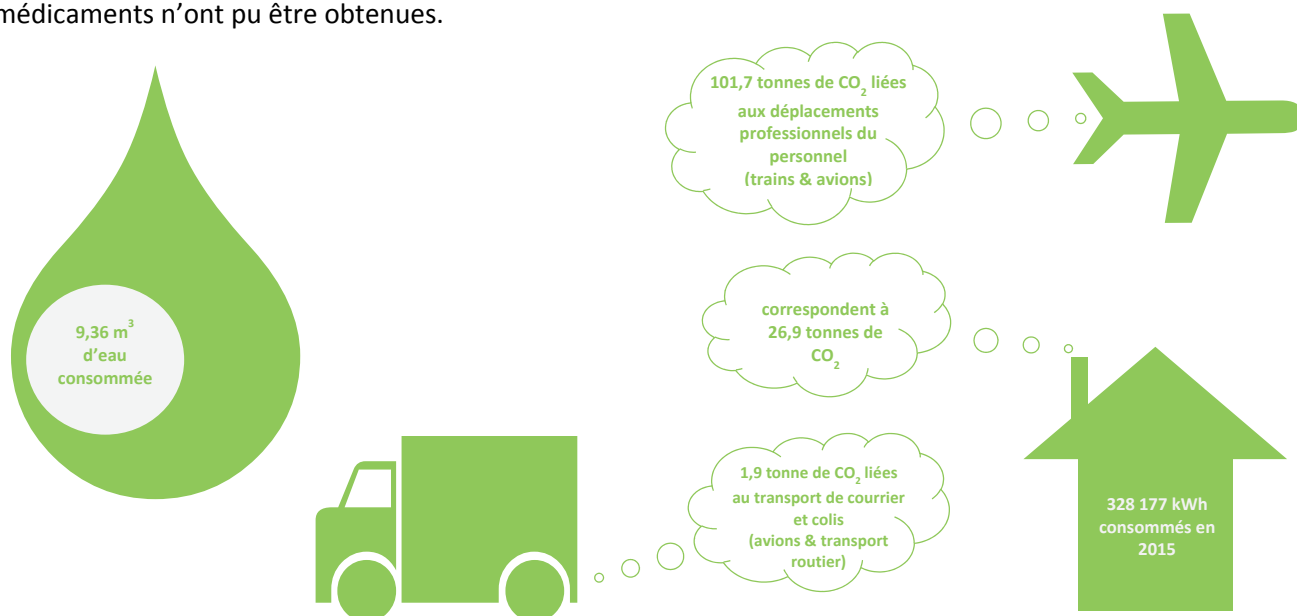 médicaments n’ont pu être obtenues.
101,7 tonnes de CO2 liées
aux déplacements
professionnels du
personnel
(trains & avions)
9,36 m3
d’eau
consommée
correspondent à
26,9 tonnes de
CO2
1,9 tonne de CO2 liées
au transport de courrier
et colis
(avions & transport
routier)
328 177 kWh
consommés en
2015